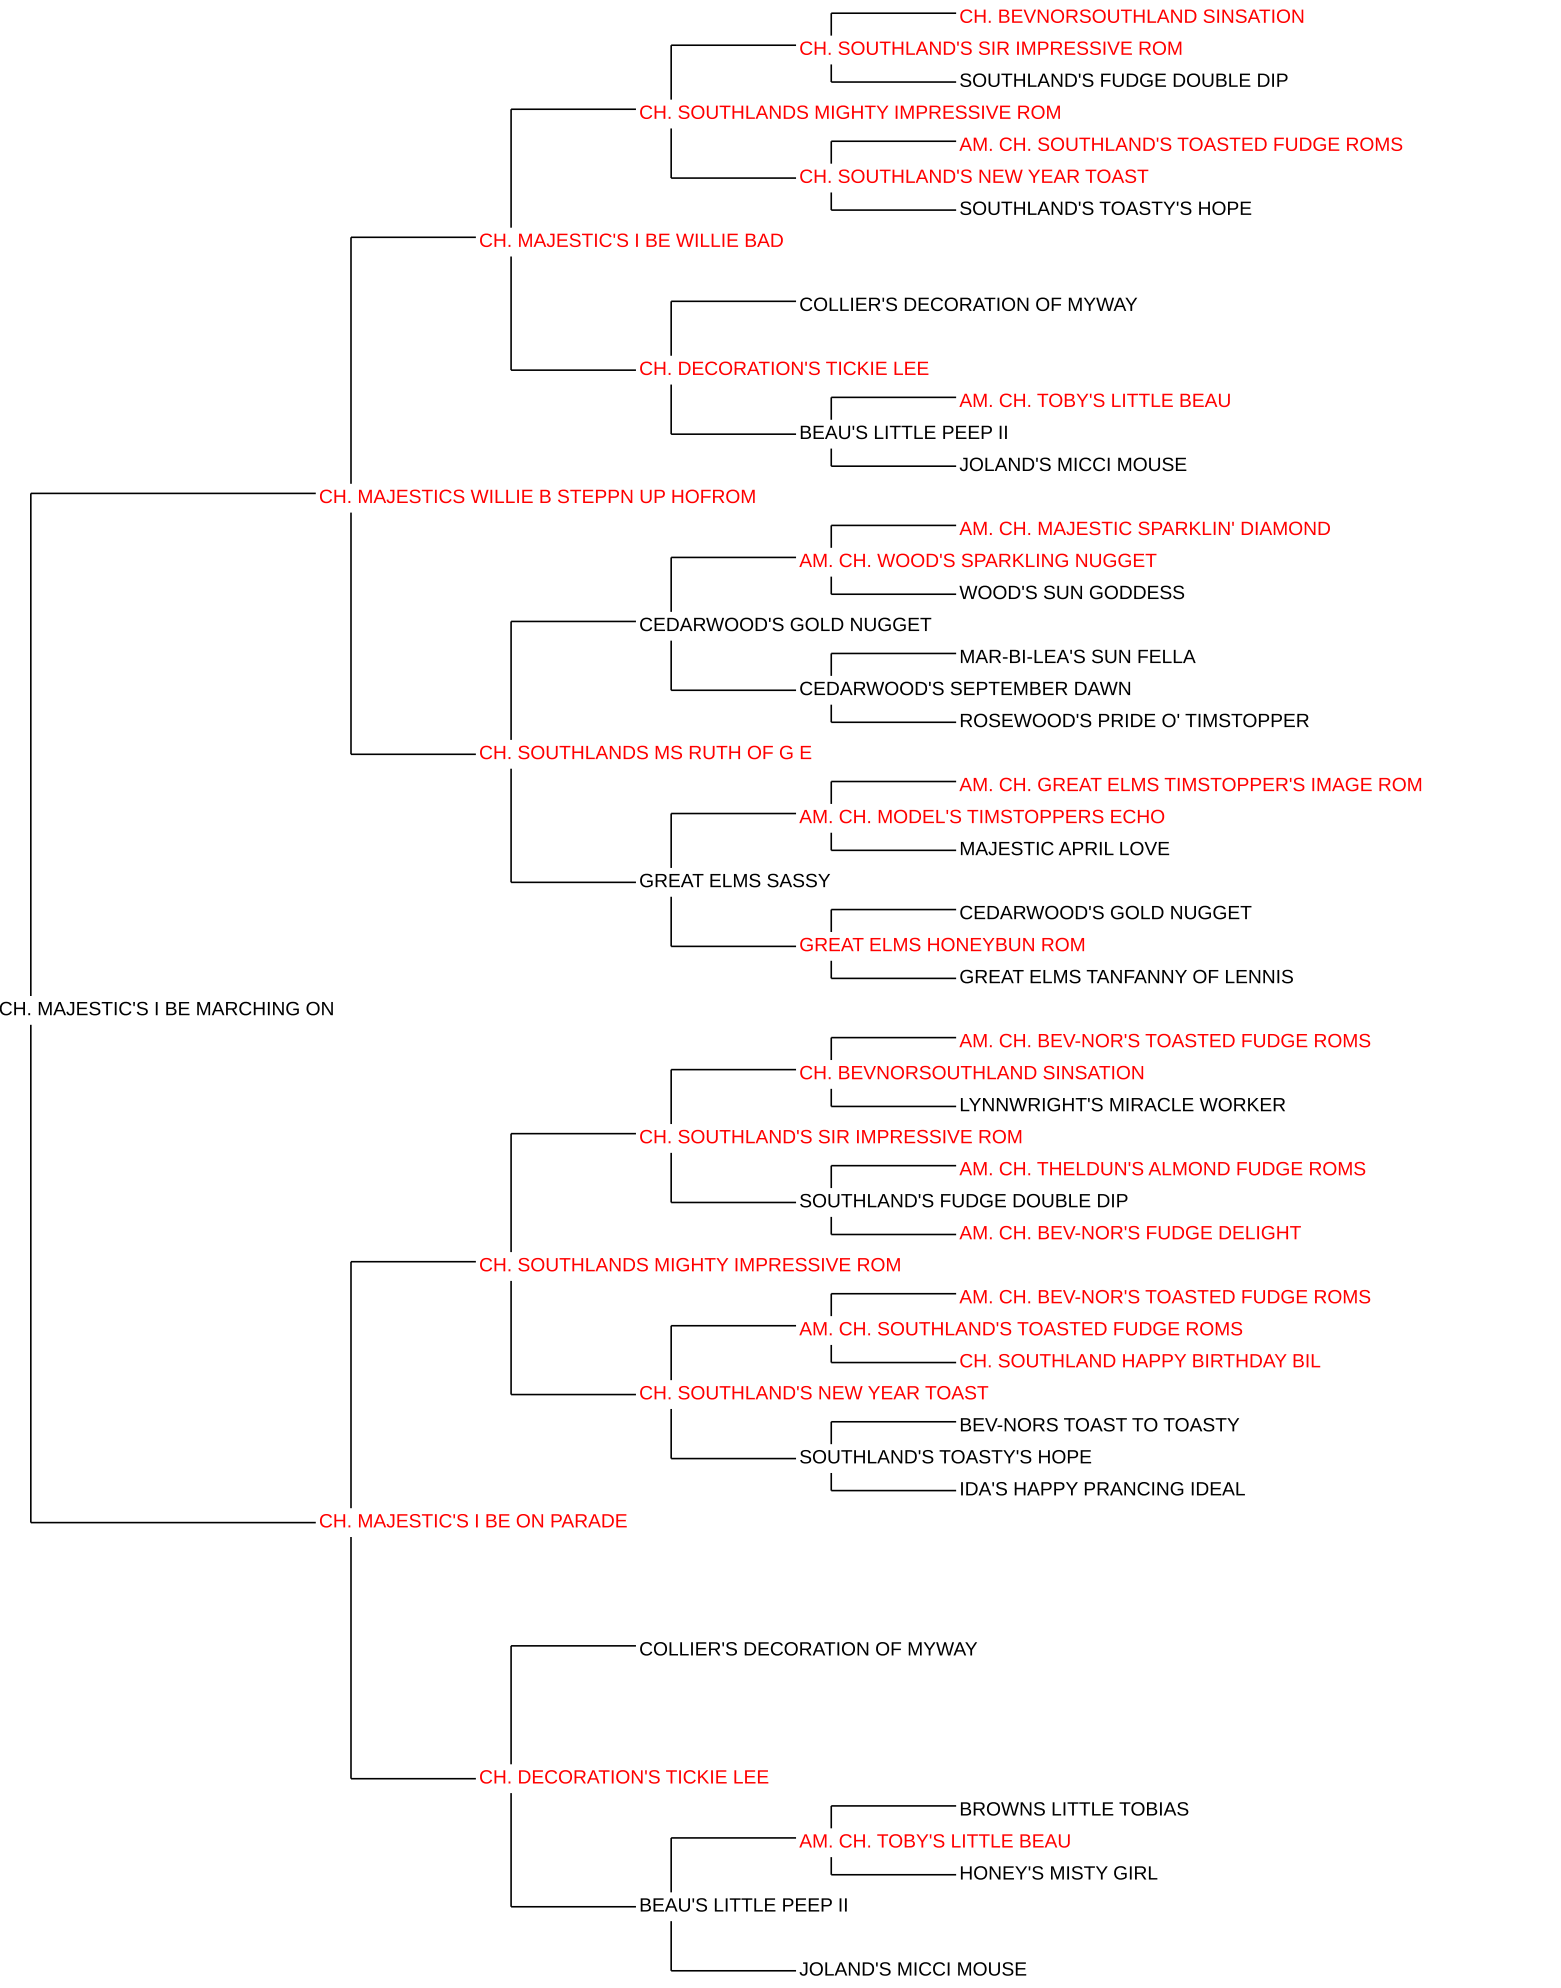 CH. BEVNORSOUTHLAND SINSATION
CH. SOUTHLAND'S SIR IMPRESSIVE ROM
SOUTHLAND'S FUDGE DOUBLE DIP
CH. SOUTHLANDS MIGHTY IMPRESSIVE ROM
AM. CH. SOUTHLAND'S TOASTED FUDGE ROMS
CH. SOUTHLAND'S NEW YEAR TOAST
SOUTHLAND'S TOASTY'S HOPE
CH. MAJESTIC'S I BE WILLIE BAD
COLLIER'S DECORATION OF MYWAY
CH. DECORATION'S TICKIE LEE
AM. CH. TOBY'S LITTLE BEAU
BEAU'S LITTLE PEEP II
JOLAND'S MICCI MOUSE
CH. MAJESTICS WILLIE B STEPPN UP HOFROM
AM. CH. MAJESTIC SPARKLIN' DIAMOND
AM. CH. WOOD'S SPARKLING NUGGET
WOOD'S SUN GODDESS
CEDARWOOD'S GOLD NUGGET
MAR-BI-LEA'S SUN FELLA
CEDARWOOD'S SEPTEMBER DAWN
ROSEWOOD'S PRIDE O' TIMSTOPPER
CH. SOUTHLANDS MS RUTH OF G E
AM. CH. GREAT ELMS TIMSTOPPER'S IMAGE ROM
AM. CH. MODEL'S TIMSTOPPERS ECHO
MAJESTIC APRIL LOVE
GREAT ELMS SASSY
CEDARWOOD'S GOLD NUGGET
GREAT ELMS HONEYBUN ROM
GREAT ELMS TANFANNY OF LENNIS
CH. MAJESTIC'S I BE MARCHING ON
AM. CH. BEV-NOR'S TOASTED FUDGE ROMS
CH. BEVNORSOUTHLAND SINSATION
LYNNWRIGHT'S MIRACLE WORKER
CH. SOUTHLAND'S SIR IMPRESSIVE ROM
AM. CH. THELDUN'S ALMOND FUDGE ROMS
SOUTHLAND'S FUDGE DOUBLE DIP
AM. CH. BEV-NOR'S FUDGE DELIGHT
CH. SOUTHLANDS MIGHTY IMPRESSIVE ROM
AM. CH. BEV-NOR'S TOASTED FUDGE ROMS
AM. CH. SOUTHLAND'S TOASTED FUDGE ROMS
CH. SOUTHLAND HAPPY BIRTHDAY BIL
CH. SOUTHLAND'S NEW YEAR TOAST
BEV-NORS TOAST TO TOASTY
SOUTHLAND'S TOASTY'S HOPE
IDA'S HAPPY PRANCING IDEAL
CH. MAJESTIC'S I BE ON PARADE
COLLIER'S DECORATION OF MYWAY
CH. DECORATION'S TICKIE LEE
BROWNS LITTLE TOBIAS
AM. CH. TOBY'S LITTLE BEAU
HONEY'S MISTY GIRL
BEAU'S LITTLE PEEP II
JOLAND'S MICCI MOUSE